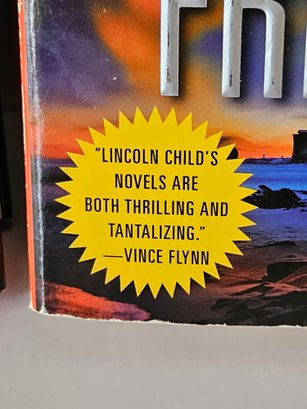 "LINCOLN CHILD'S
NOVELS ARE
BOTH THRILLING AND
TANTALIZING."
—VINCE FLYNN